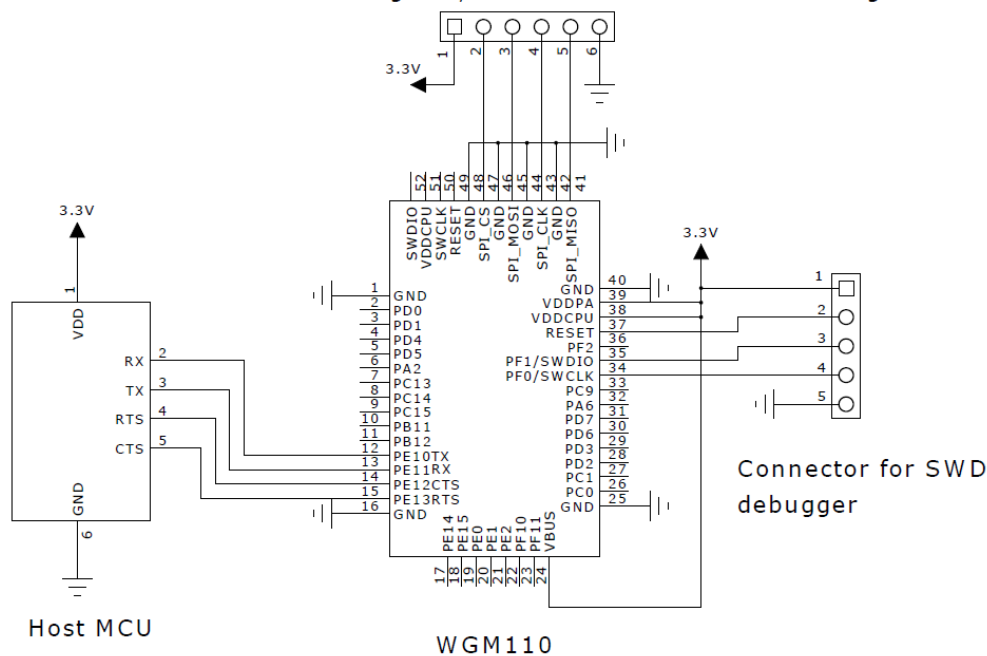 1 2 3 4 5 6
3.3V
52 51 50 49 48 47 46 45 44 43 42 41
SWDIO
VDDCPU
SWCLK
RESET
GND
SPI_CS
GND
SPI_MOSI
GND
SPI_CLK
GND
SPI_MISO
3.3V
1
VDD
RX 2
TX 3
RTS 4
CTS 5
GND
6
Host MCU
1 GND
2 PD0
3 PD1
4 PD4
5 PD5
6 PA2
7 PC13
8 PC14
9 PC15
10 PB11
11 PB12
12 PE10TX
13 PE11RX
14 PE12CTS
15 PE13RTS
16 GND
GND 40
VDDPA 39
VDDCPU 38
RESET 37
PF2 36
PF1/SWDIO 35
PF0/SWCLK 34
PC9 33
PA6 32
PD7 31
PD6 30
PD3 29
PD2 28
PC1 27
PC0 26
GND 25
PE14
PE15
PE0
PE1
PE2
PF10
PF11
VBUS
17 18 19 20 21 22 23 24
WGM110
3.3V
1
2
3
4
5
Connector for SWD
debugger